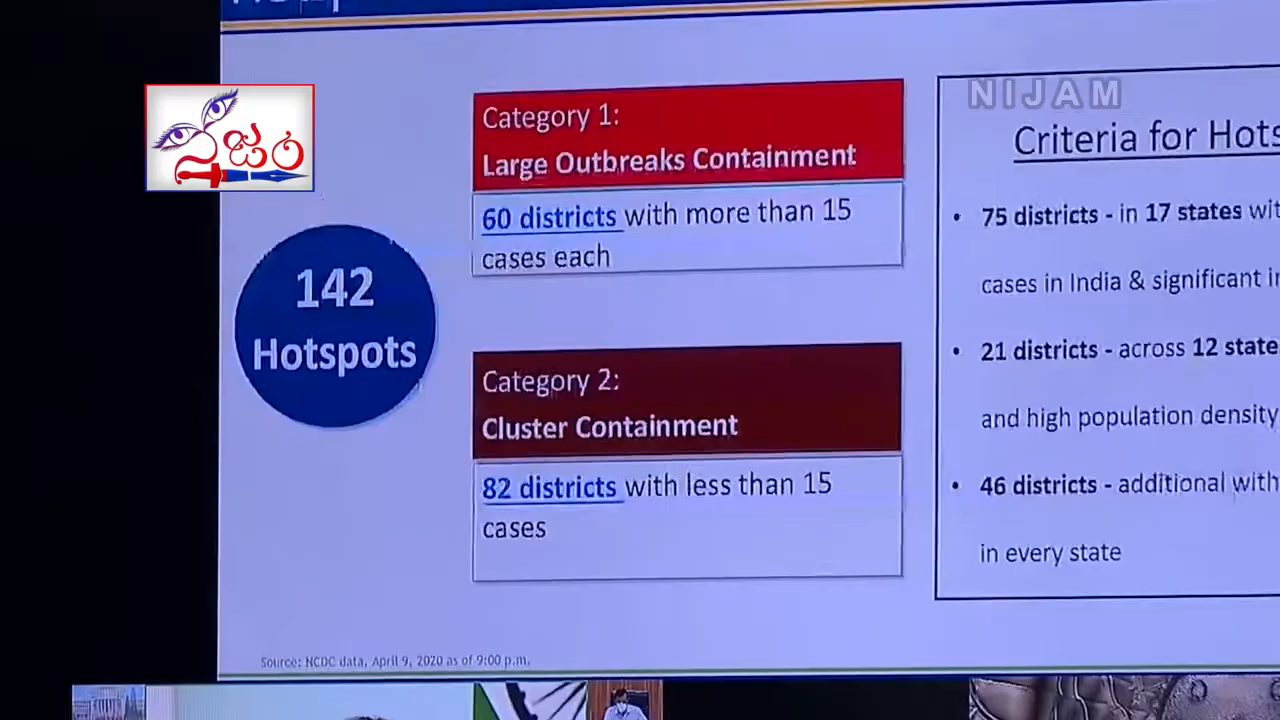 నిజం
NIJAM
142
Hotspots
Category 1:
Large Outbreaks Containment
60 districts with more than 15
cases each
Category 2:
Cluster Containment
82 districts with less than 15
cases
Criteria for
• 75 districts - in 17 states
cases in India & significant
• 21 districts - across 12
and high population density
• 46 districts - additional with
in every state
Source: NCDC data, April 9, 2020 as of 9:00 p.m.